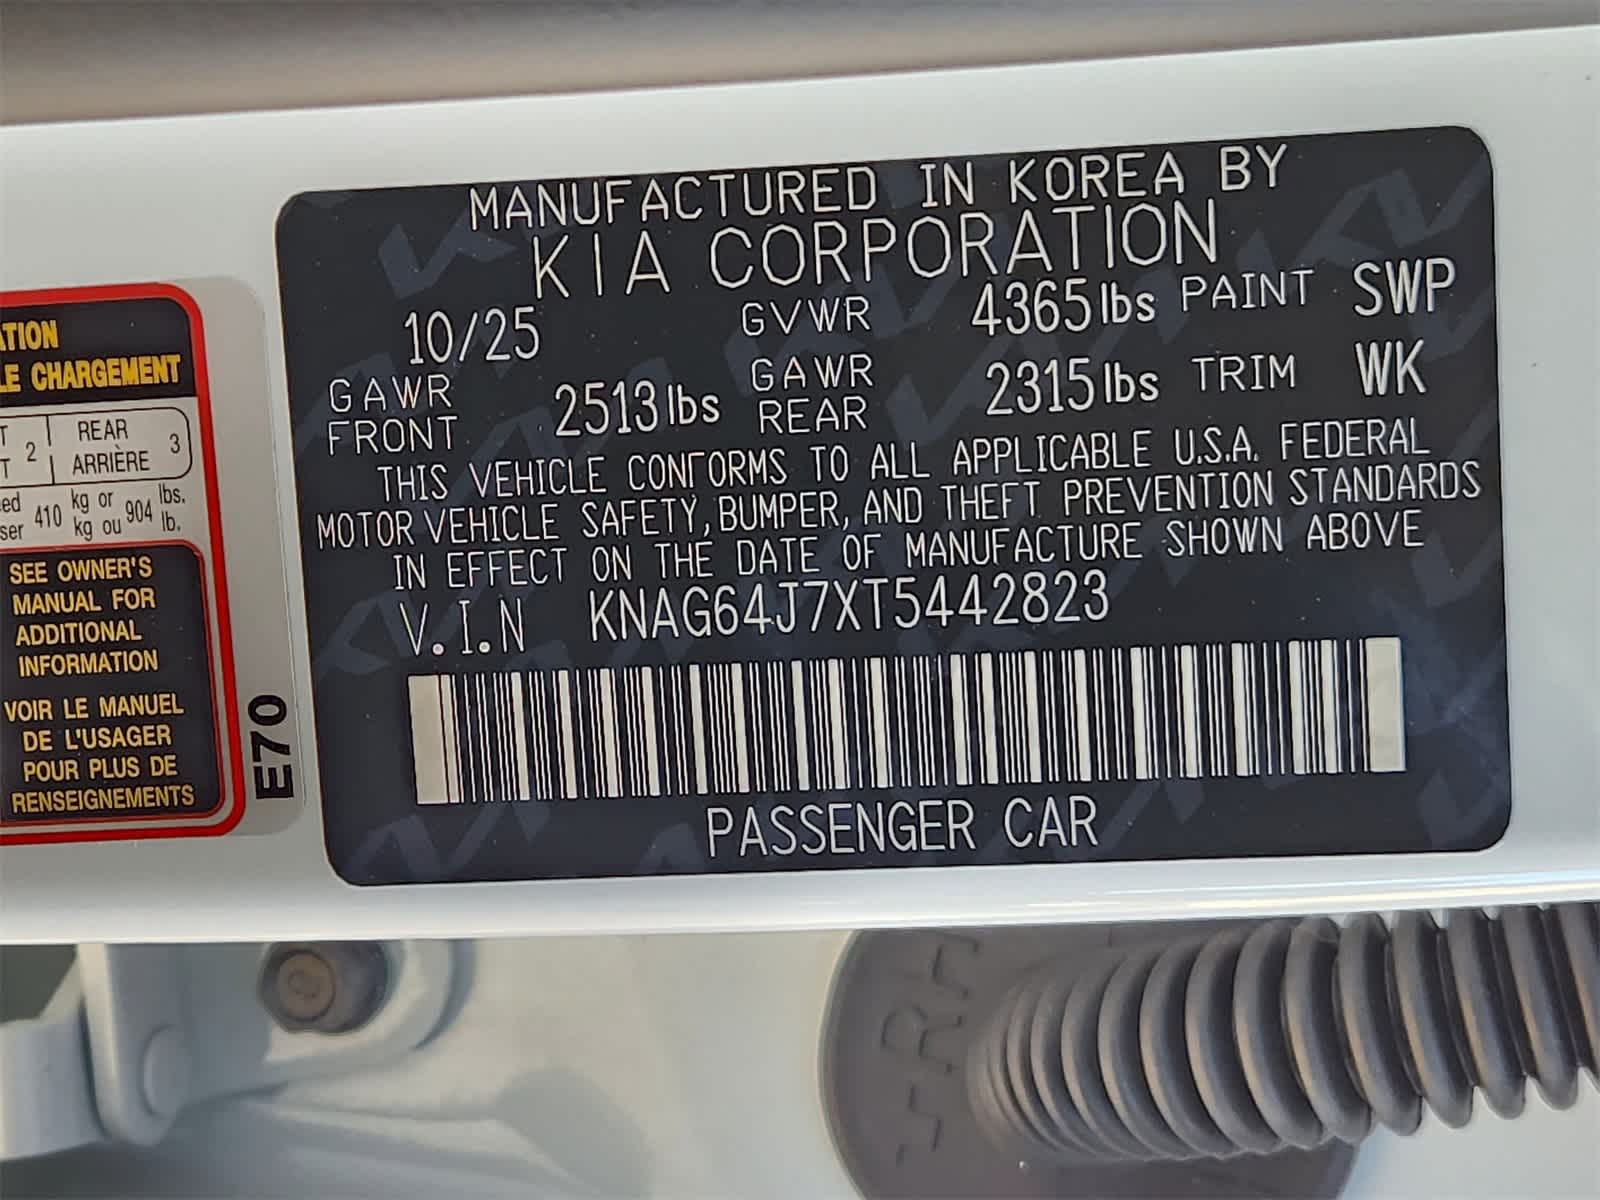 MANUFACTURED IN KOREA BY
KIA CORPORATION
10/25 GVWR 4365 lbs PAINT SWP
GAWR FRONT 2513 lbs GAWR REAR 2315 lbs TRIM WK
THIS VEHICLE CONFORMS TO ALL APPLICABLE U.S.A. FEDERAL
MOTOR VEHICLE SAFETY, BUMPER, AND THEFT PREVENTION STANDARDS
IN EFFECT ON THE DATE OF MANUFACTURE SHOWN ABOVE
V.I.N KNAG64J7XT5442823
PASSENGER CAR
CHARGEMENT
2 REAR ARRIÈRE 3
410 kg or 904 lbs.
kg ou lb.
SEE OWNER'S
MANUAL FOR
ADDITIONAL
INFORMATION
VOIR LE MANUEL
DE L'USAGER
POUR PLUS DE
RENSEIGNEMENTS
E70